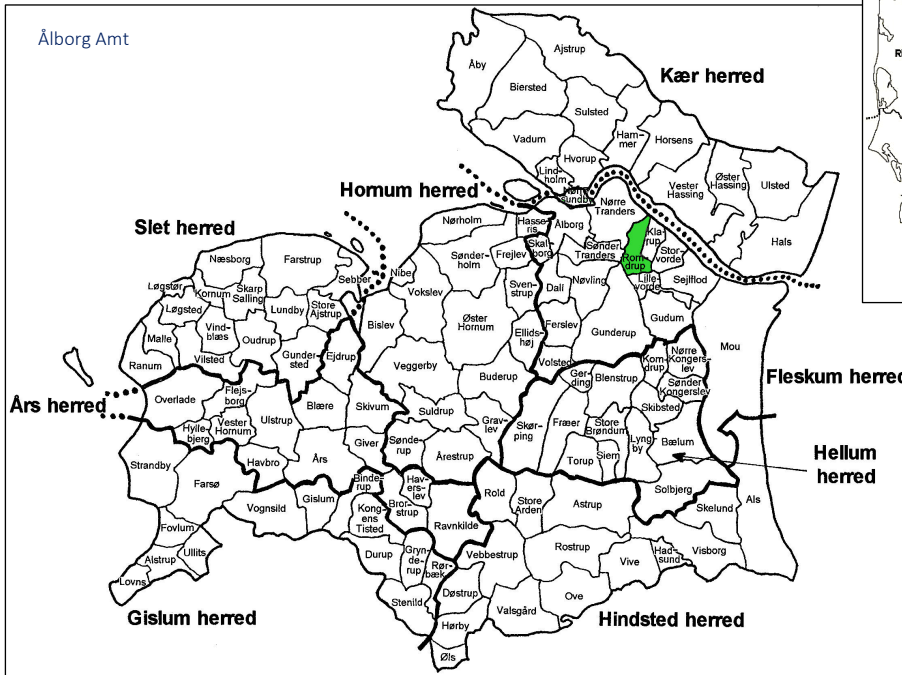 Ålborg Amt
Kær herred
Åby
Ajstrup
Biersted
Sulsted
Vadum
Ham-
mer
Horsens
Hvorup
Lind-
holm
Nørre
sundby
Vester
Hassing
Øster
Hassing
Ulsted
Hals
Hornum herred
Slet herred
Nørholm
Hasse-
ris
Ålborg
Nørre
Tranders
Skal-
borg
Frejlev
Sønder
Tranders
Kla-
rup
Stor-
vorde
Rom-
drup
Lille-
vorde
Sejlflod
Sønder-
holm
Sven-
strup
Dall
Nøvling
Gudum
Mou
Næsborg
Farstrup
Sebber
Nibe
Løgstør
Kornum
Skarp
Salling
Løgsted
Lundby
Store
Ajstrup
Vokslev
Bislev
Øster
Hornum
Ellids-
høj
Ferslev
Gunderup
Malle
Vind-
blæs
Oudrup
Vilsted
Gunder-
sted
Ejdrup
Ranum
Volsted
Veggerby
Buderup
Ger-
ding
Blenstrup
Kom-
drup
Nørre
Kongers-
lev
Sønder
Kongerslev
Fleskum herred
Års herred
Overlade
Flejs-
borg
Blære
Skivum
Suldrup
Grav-
lev
Skør-
ping
Fræer
Store
Brøndum
Skibsted
Lyng-
by
Bælum
Hylle-
bjerg
Vester
Hornum
Ulstrup
Giver
Sønde-
rup
Årestrup
Torup
Siem
Hellum
herred
Strandby
Havbro
Års
Farsø
Binde-
rup
Hav-
ers-
lev
Rold
Store
Arden
Astrup
Solbjerg
Skelund
Als
Vognsild
Gislum
Kong-
ens
Tisted
Bror-
strup
Ravnkilde
Fovlum
Ullits
Alstrup
Lovns
Durup
Gryn-
de-
rup
Rør-
bæk
Vebbestrup
Rostrup
Vive
Had-
sund
Visborg
Stenild
Døstrup
Valsgård
Ove
Gislum herred
Hørby
Hindsted herred
Øls